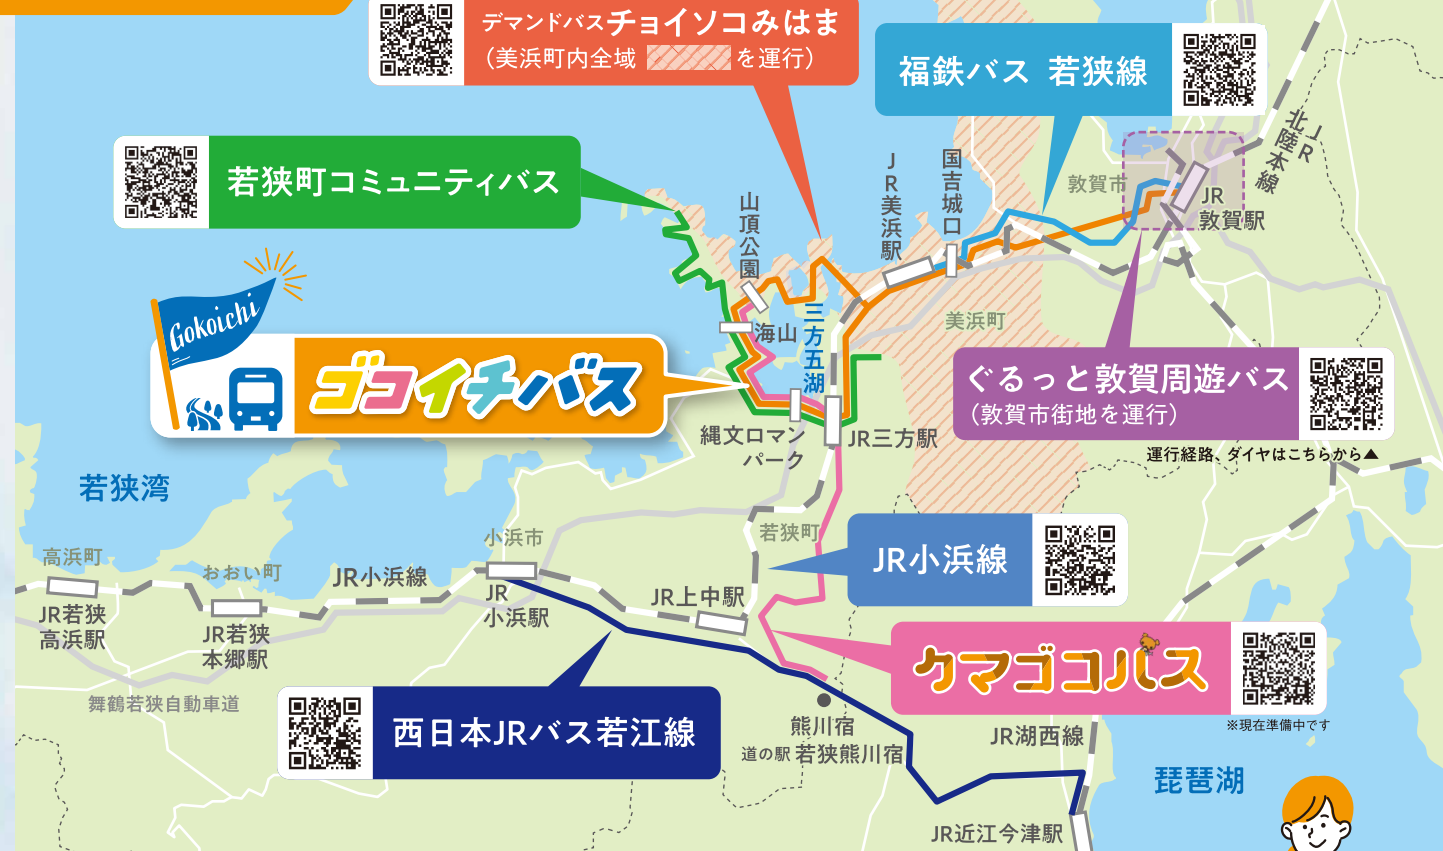 デマンドバスチョイソコみはま
（美浜町内全域 を運行）
福鉄バス 若狭線
若狭町コミュニティバス
山頂公園
JR美浜駅
国吉城口
敦賀市
JR北陸本線
JR
敦賀駅
Gokoichi
ゴコイチバス
海山
三方五湖
美浜町
ぐるっと敦賀周遊バス
（敦賀市街地を運行）
運行経路、ダイヤはこちらから▲
縄文ロマン
パーク
JR三方駅
若狭湾
小浜市
若狭町
JR小浜線
高浜町
おおい町
JR小浜線
JR若狭
高浜駅
JR若狭
本郷駅
JR
小浜駅
JR上中駅
クマゴコバス
※現在準備中です
舞鶴若狭自動車道
西日本JRバス若江線
熊川宿
道の駅 若狭熊川宿
JR湖西線
琵琶湖
JR近江今津駅